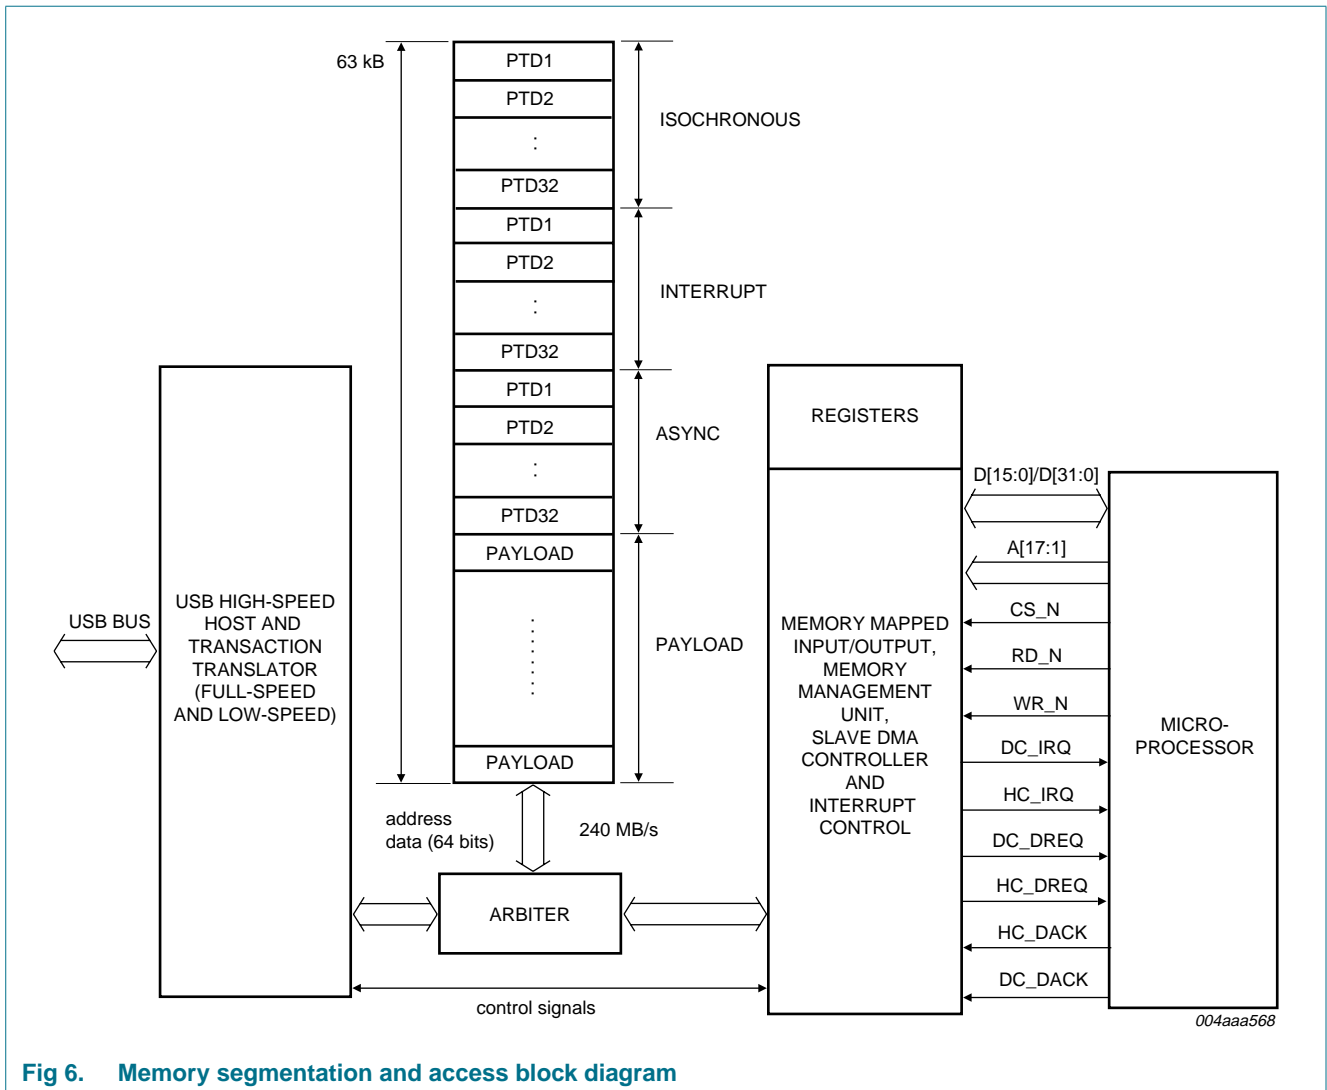 63 kB
PTD1
PTD2
:
PTD32
ISOCHRONOUS
PTD1
PTD2
:
PTD32
INTERRUPT
PTD1
PTD2
:
PTD32
ASYNC
PAYLOAD
PAYLOAD
PAYLOAD
USB BUS
USB HIGH-SPEED
HOST AND
TRANSACTION
TRANSLATOR
(FULL-SPEED
AND LOW-SPEED)
address
data (64 bits)
240 MB/s
ARBITER
control signals
REGISTERS
MEMORY MAPPED
INPUT/OUTPUT,
MEMORY
MANAGEMENT
UNIT,
SLAVE DMA
CONTROLLER
AND
INTERRUPT
CONTROL
D[15:0]/D[31:0]
A[17:1]
CS_N
RD_N
WR_N
DC_IRQ
HC_IRQ
DC_DREQ
HC_DREQ
HC_DACK
DC_DACK
MICRO-
PROCESSOR
004aaa568
Fig 6. Memory segmentation and access block diagram